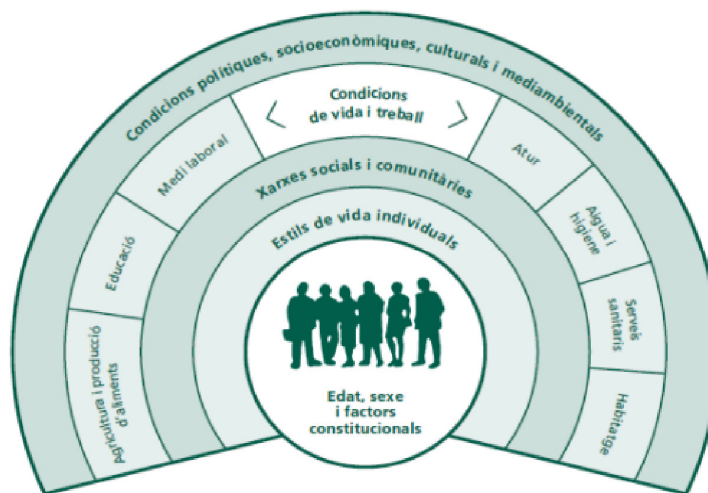 Condicions polítiques, socioeconòmiques, culturals i mediambientals
Condicions
de vida i treball
Medi laboral
Educació
Agricultura i producció
d'aliments
Atur
Aigua i
higiene
Serveis
sanitaris
Habitatge
Xarxes socials i comunitàries
Estils de vida individuals
Edat, sexe
i factors
constitucionals